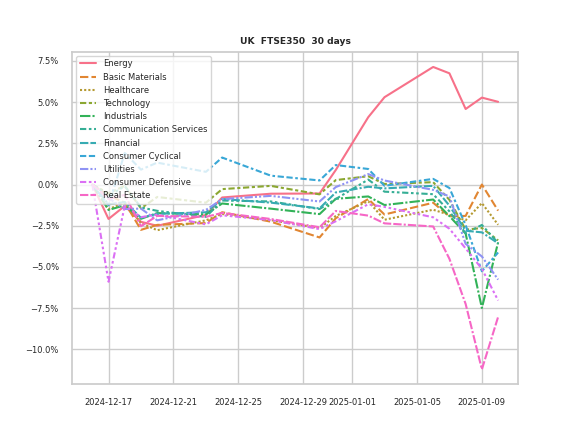 UK  FTSE350  30 days
7.5%
5.0%
2.5%
0.0%
−2.5%
−5.0%
−7.5%
−10.0%
Energy
Basic Materials
Healthcare
Technology
Industrials
Communication Services
Financial
Consumer Cyclical
Utilities
Consumer Defensive
Real Estate
2024-12-17 2024-12-21 2024-12-25 2024-12-29 2025-01-01 2025-01-05 2025-01-09